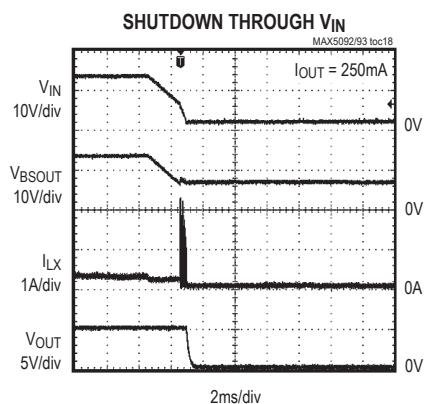 SHUTDOWN THROUGH VIN
MAX5092/93 toc18
T
IOUT = 250mA
VIN
10V/div
0V
VBSOUT
10V/div
0V
ILX
1A/div
0A
VOUT
5V/div
0V
2ms/div